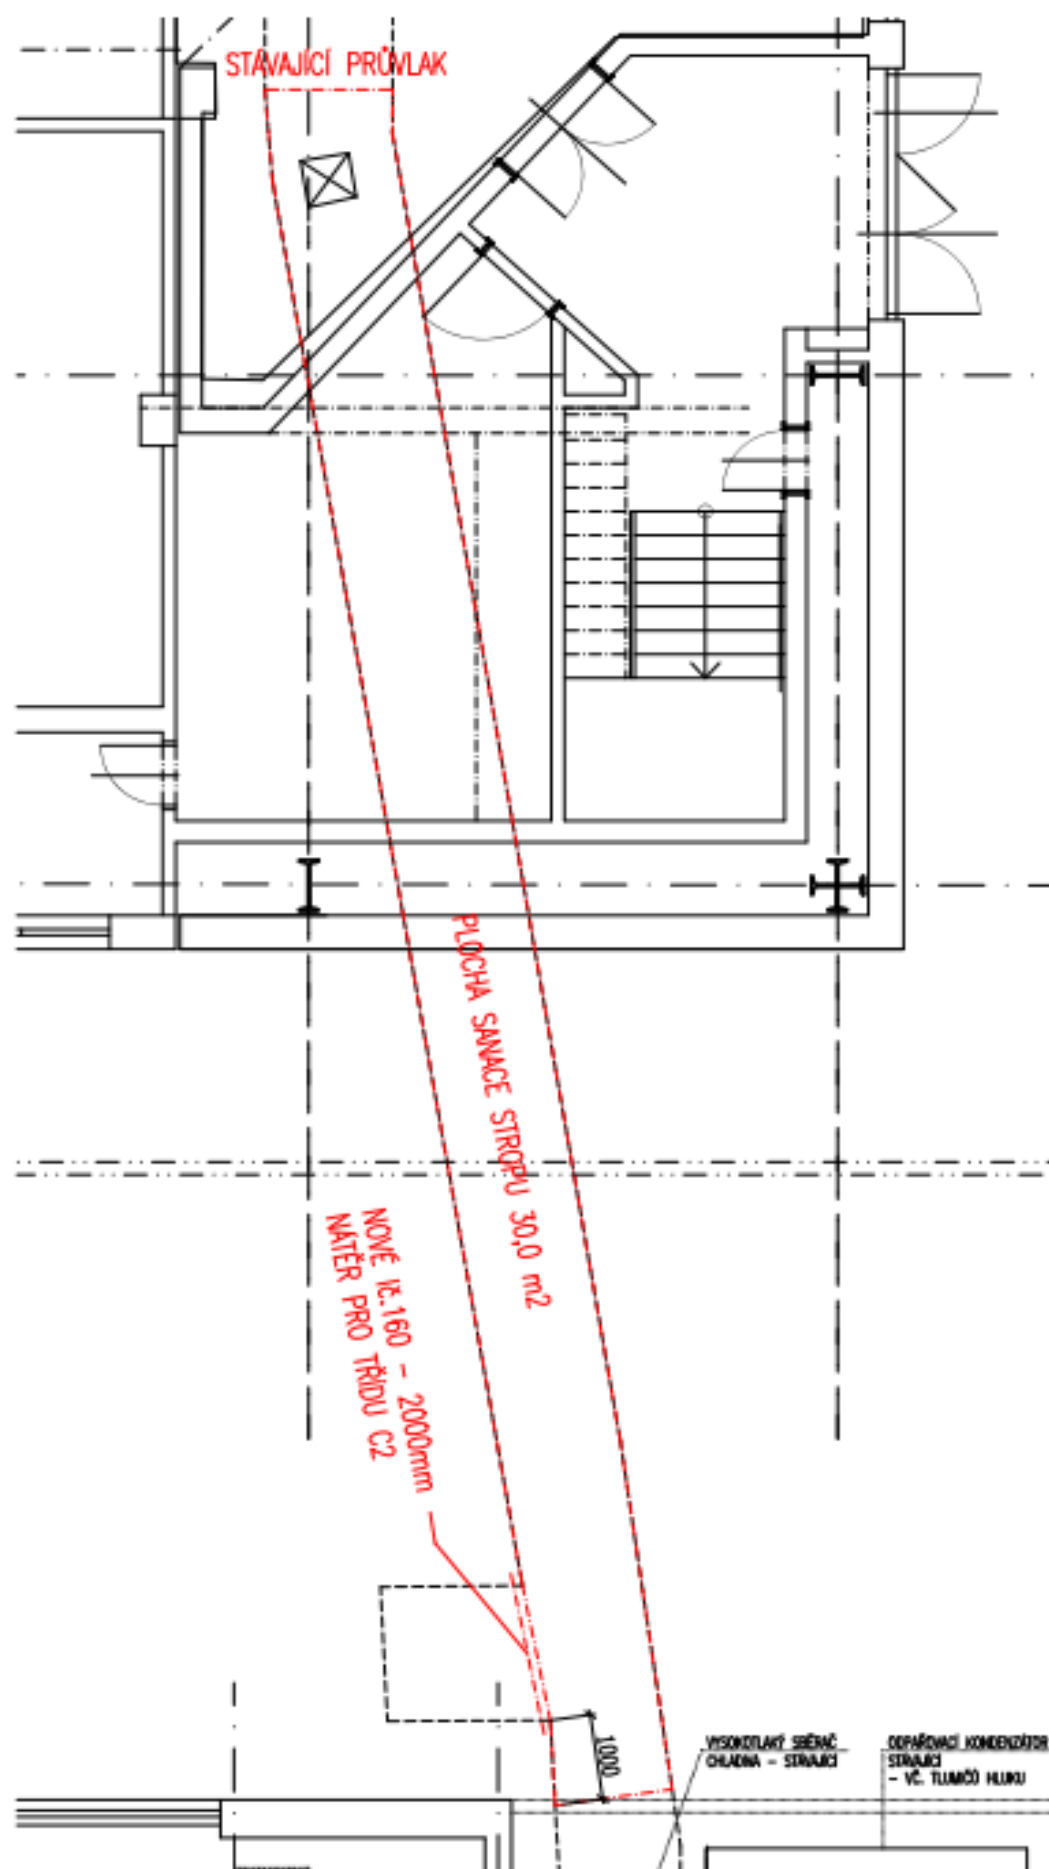 STÁVAJÍCÍ PRŮVLAK
PLOCHA SANACE STROPU 30,0 m2
NOVÉ Ič.160 - 2000mm
NÁTĚR PRO TŘÍDU C2
1000
VYSOKOTLAKÝ SBĚRAČ
CHLADIVA - STÁVAJÍCÍ
ODPAŘOVACÍ KONDENZÁTOR
STÁVAJÍCÍ
- VČ. TLUMIČŮ HLUKU